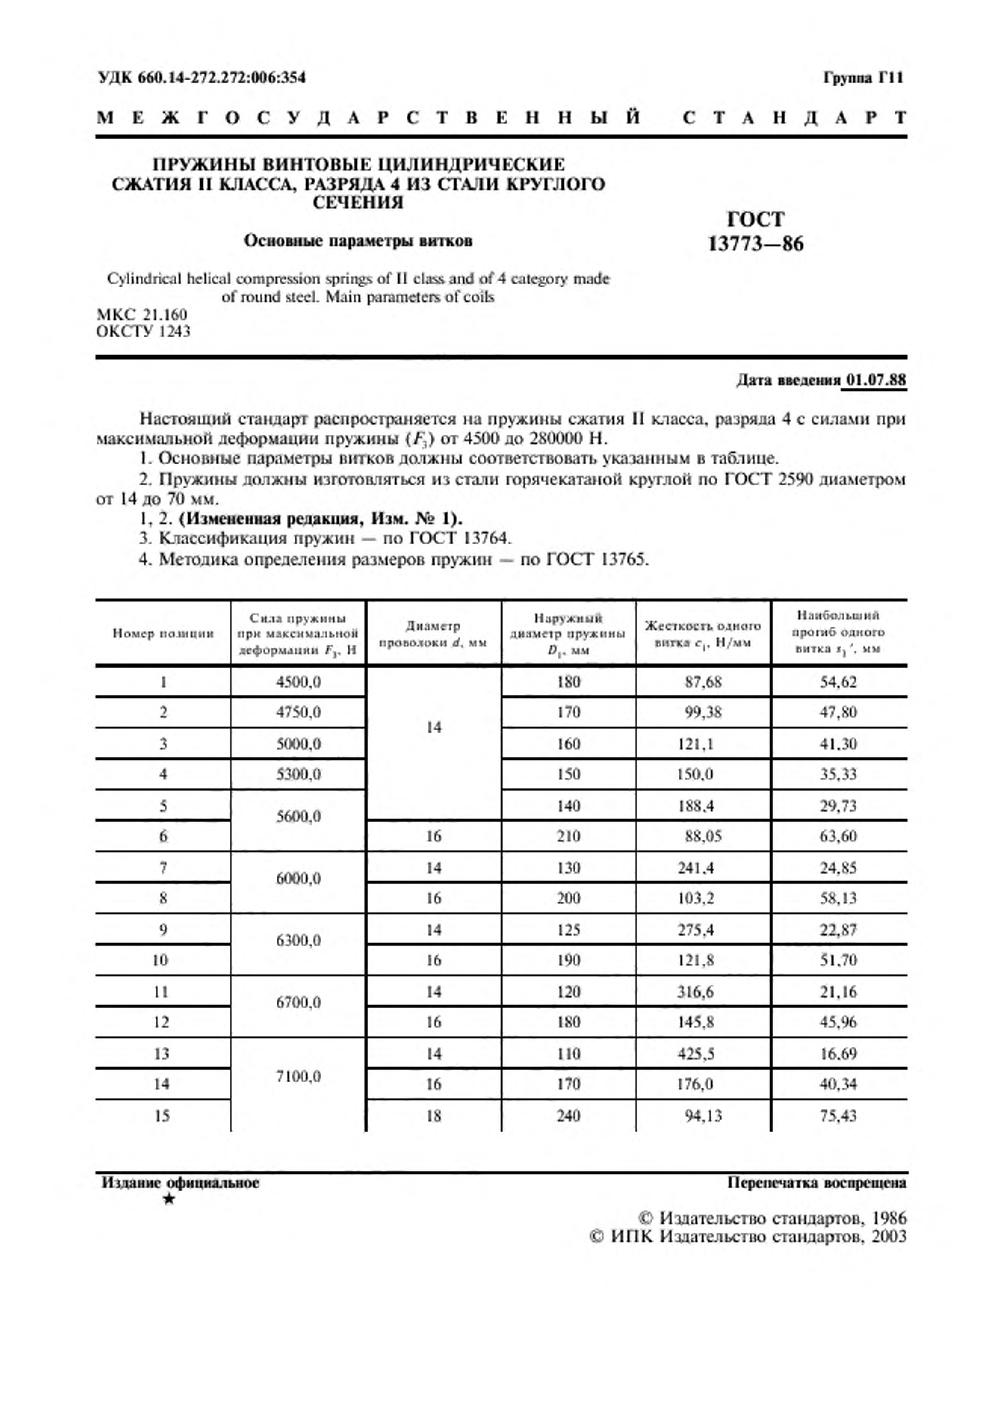 УДК 660.14-272.272:006:354 Группа Г11
МЕЖГОСУДАРСТВЕННЫЙ СТАНДАРТ
ПРУЖИНЫ ВИНТОВЫЕ ЦИЛИНДРИЧЕСКИЕ
СЖАТИЯ II КЛАССА, РАЗРЯДА 4 ИЗ СТАЛИ КРУГЛОГО
СЕЧЕНИЯ
Основные параметры витков
ГОСТ
13773—86
Cylindrical helical compression springs of II class and of 4 category made
of round steel. Main parameters of coils
МКС 21.160
ОКСТУ 1243
Дата введения 01.07.88
Настоящий стандарт распространяется на пружины сжатия II класса, разряда 4 с силами при
максимальной деформации пружины (F₃) от 4500 до 280000 Н.
1. Основные параметры витков должны соответствовать указанным в таблице.
2. Пружины должны изготовляться из стали горячекатаной круглой по ГОСТ 2590 диаметром
от 14 до 70 мм.
1, 2. (Измененная редакция, Изм. № 1).
3. Классификация пружин — по ГОСТ 13764.
4. Методика определения размеров пружин — по ГОСТ 13765.
Номер позиции
Сила пружины
при максимальной
деформации F₃, Н
Диаметр
проволоки d, мм
Наружный
диаметр пружины
D₁, мм
Жесткость одного
витка c₁, Н/мм
Наибольший
прогиб одного
витка s₃′, мм
1 4500,0 14 180 87,68 54,62
2 4750,0 170 99,38 47,80
3 5000,0 160 121,1 41,30
4 5300,0 150 150,0 35,33
5 5600,0 140 188,4 29,73
6 16 210 88,05 63,60
7 6000,0 14 130 241,4 24,85
8 16 200 103,2 58,13
9 6300,0 14 125 275,4 22,87
10 16 190 121,8 51,70
11 6700,0 14 120 316,6 21,16
12 16 180 145,8 45,96
13 7100,0 14 110 425,5 16,69
14 16 170 176,0 40,34
15 18 240 94,13 75,43
Издание официальное Перепечатка воспрещена
★
© Издательство стандартов, 1986
© ИПК Издательство стандартов, 2003